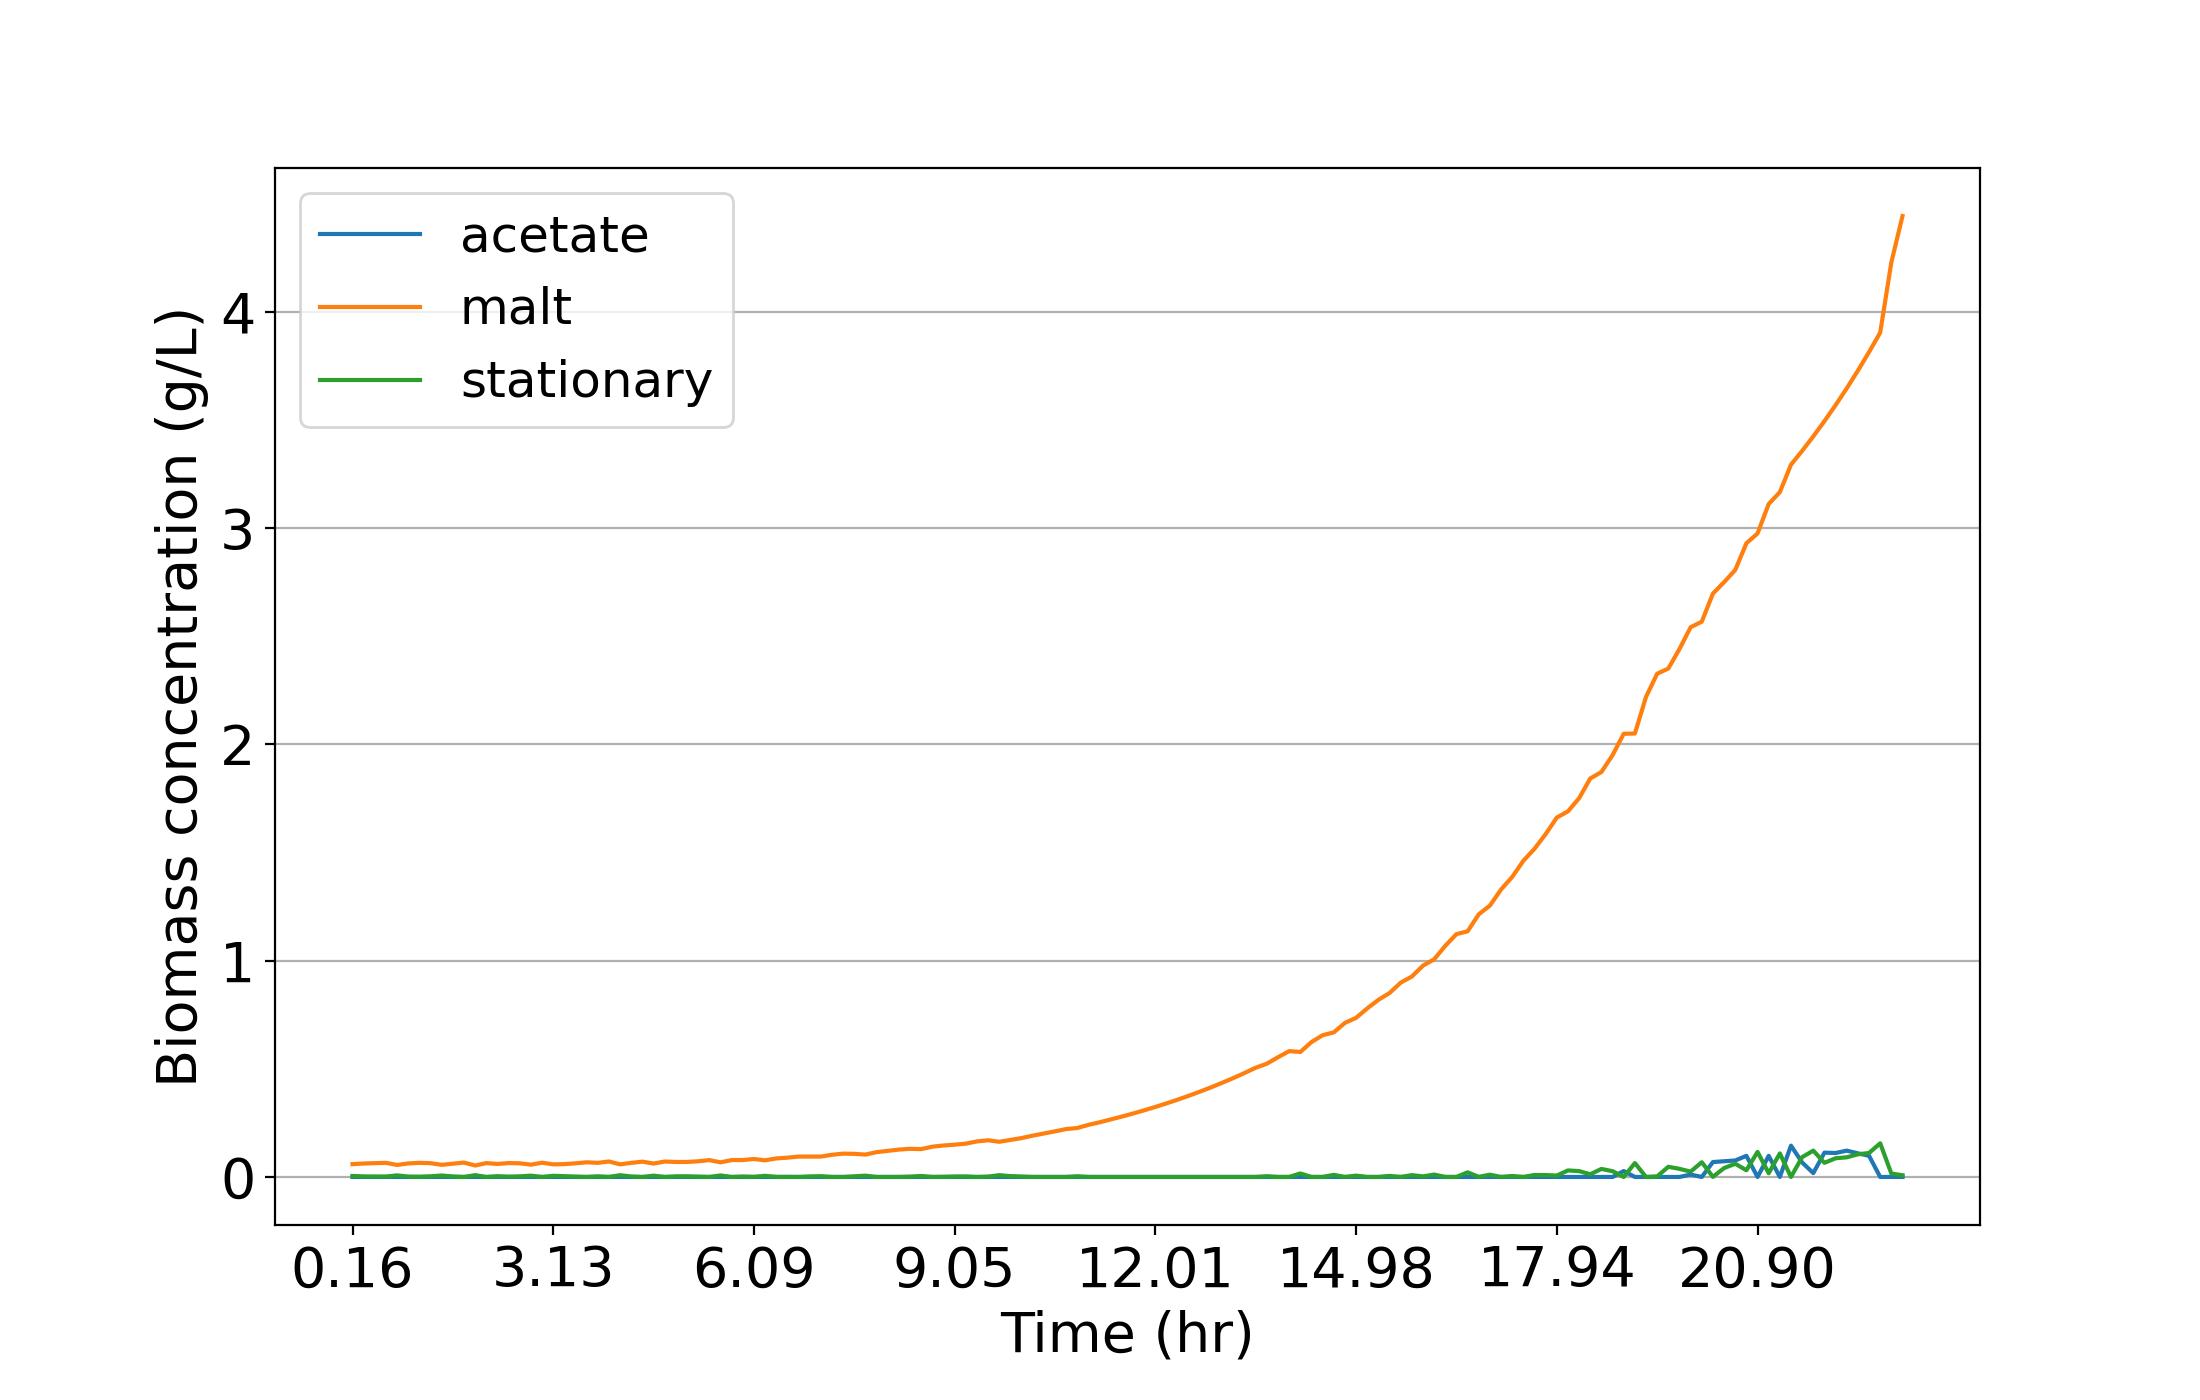 acetate
malt
stationary
Biomass concentration (g/L)
4
3
2
1
0
0.16 3.13 6.09 9.05 12.01 14.98 17.94 20.90
Time (hr)